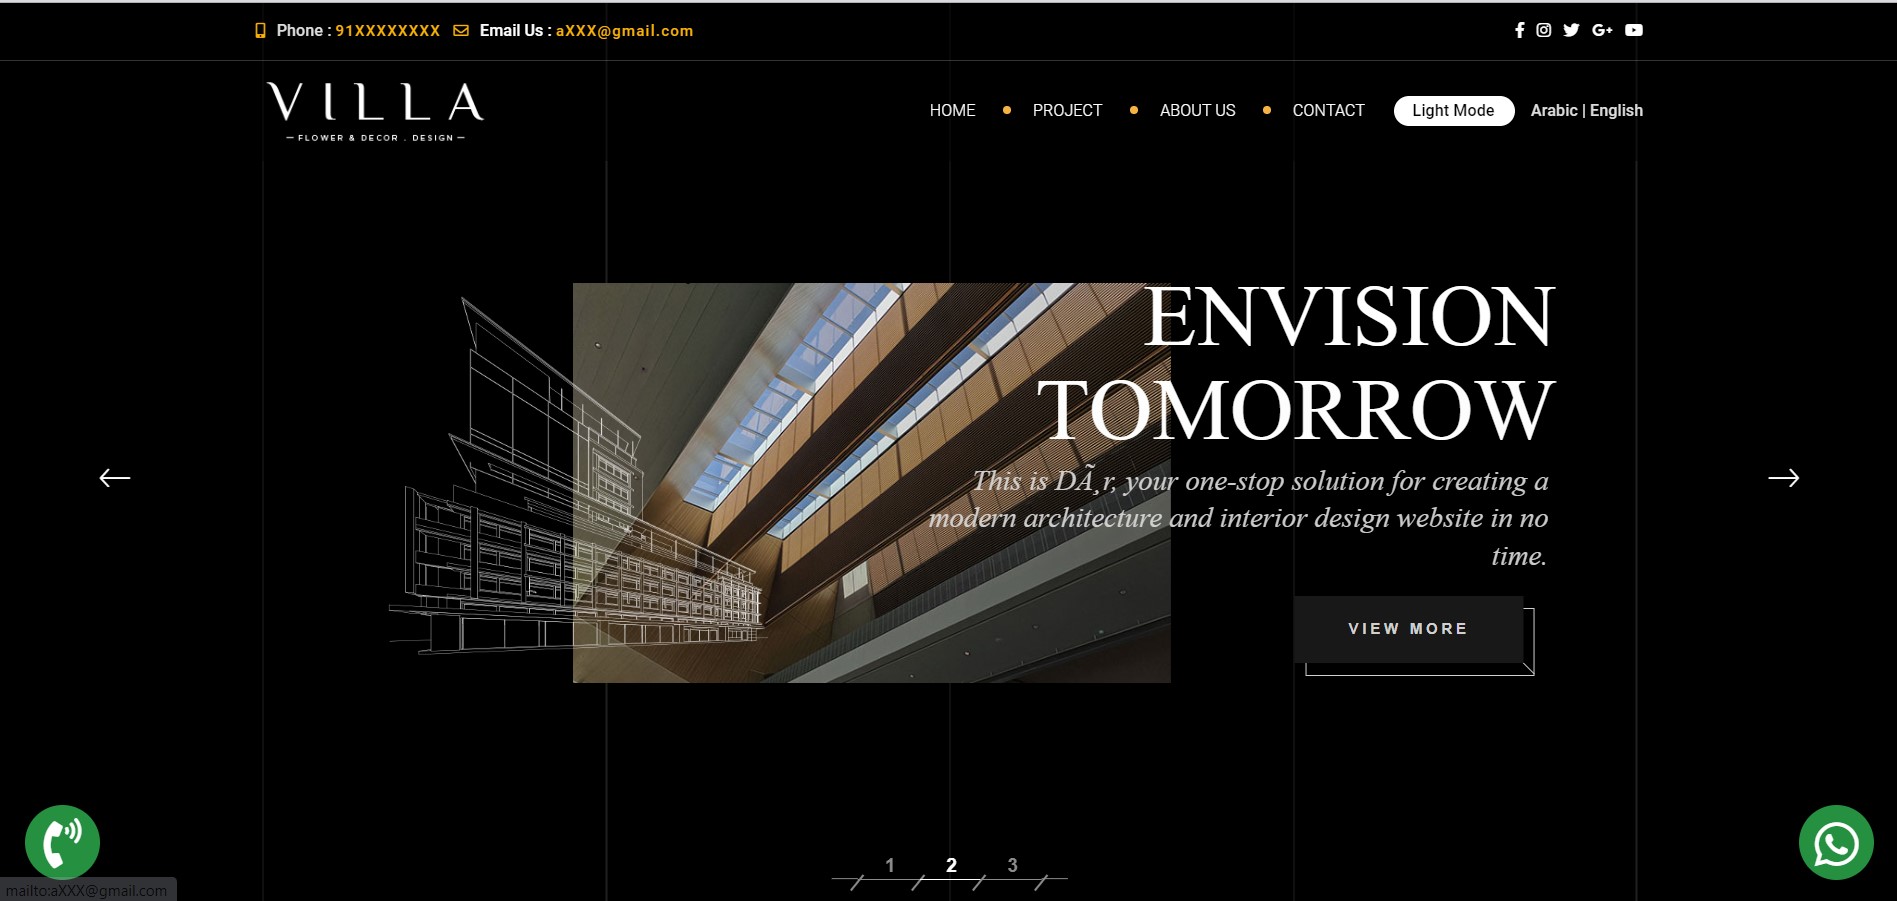 Phone : 91XXXXXXXX Email Us : aXXX@gmail.com
VILLA
FLOWER & DECOR . DESIGN
HOME PROJECT ABOUT US CONTACT Light Mode Arabic | English
ENVISION
TOMORROW
This is DÃ¸r, your one-stop solution for creating a
modern architecture and interior design website in no
time.
VIEW MORE
1 2 3
mailto:aXXX@gmail.com